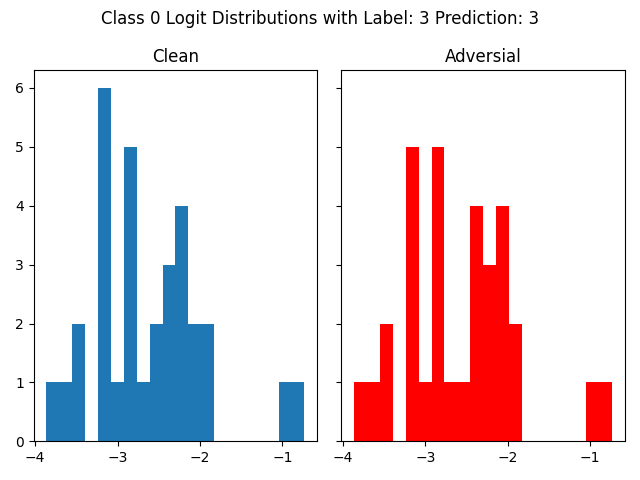 Class 0 Logit Distributions with Label: 3 Prediction: 3
Clean
Adversial
6
5
4
3
2
1
0
−4 −3 −2 −1
−4 −3 −2 −1